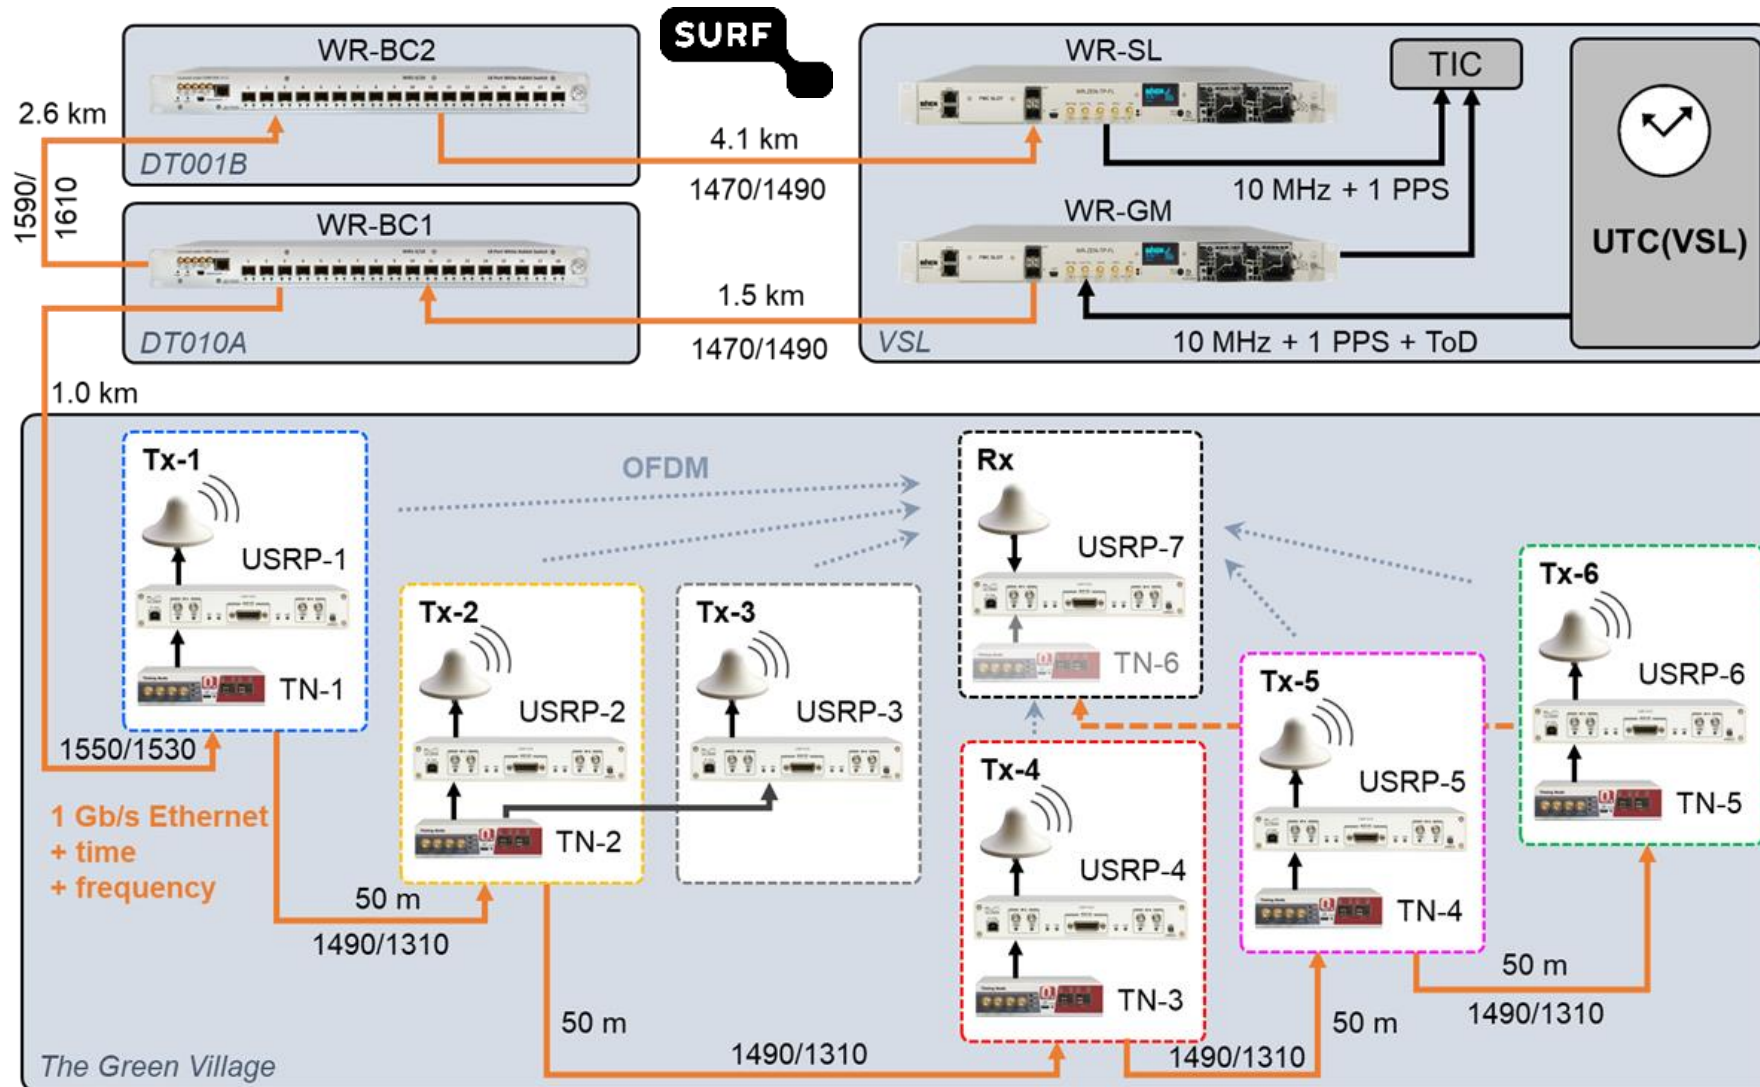 SURF
WR-BC2
DT001B
2.6 km
1590/
1610
WR-BC1
DT010A
4.1 km
1470/1490
1.5 km
1470/1490
WR-SL
TIC
10 MHz + 1 PPS
WR-GM
UTC(VSL)
VSL
10 MHz + 1 PPS + ToD
1.0 km
Tx-1
USRP-1
TN-1
1550/1530
1 Gb/s Ethernet
+ time
+ frequency
OFDM
Tx-2
USRP-2
TN-2
50 m
1490/1310
Tx-3
USRP-3
Rx
USRP-7
TN-6
Tx-4
USRP-4
TN-3
50 m
1490/1310
Tx-5
USRP-5
TN-4
50 m
1490/1310
Tx-6
USRP-6
TN-5
50 m
1490/1310
The Green Village